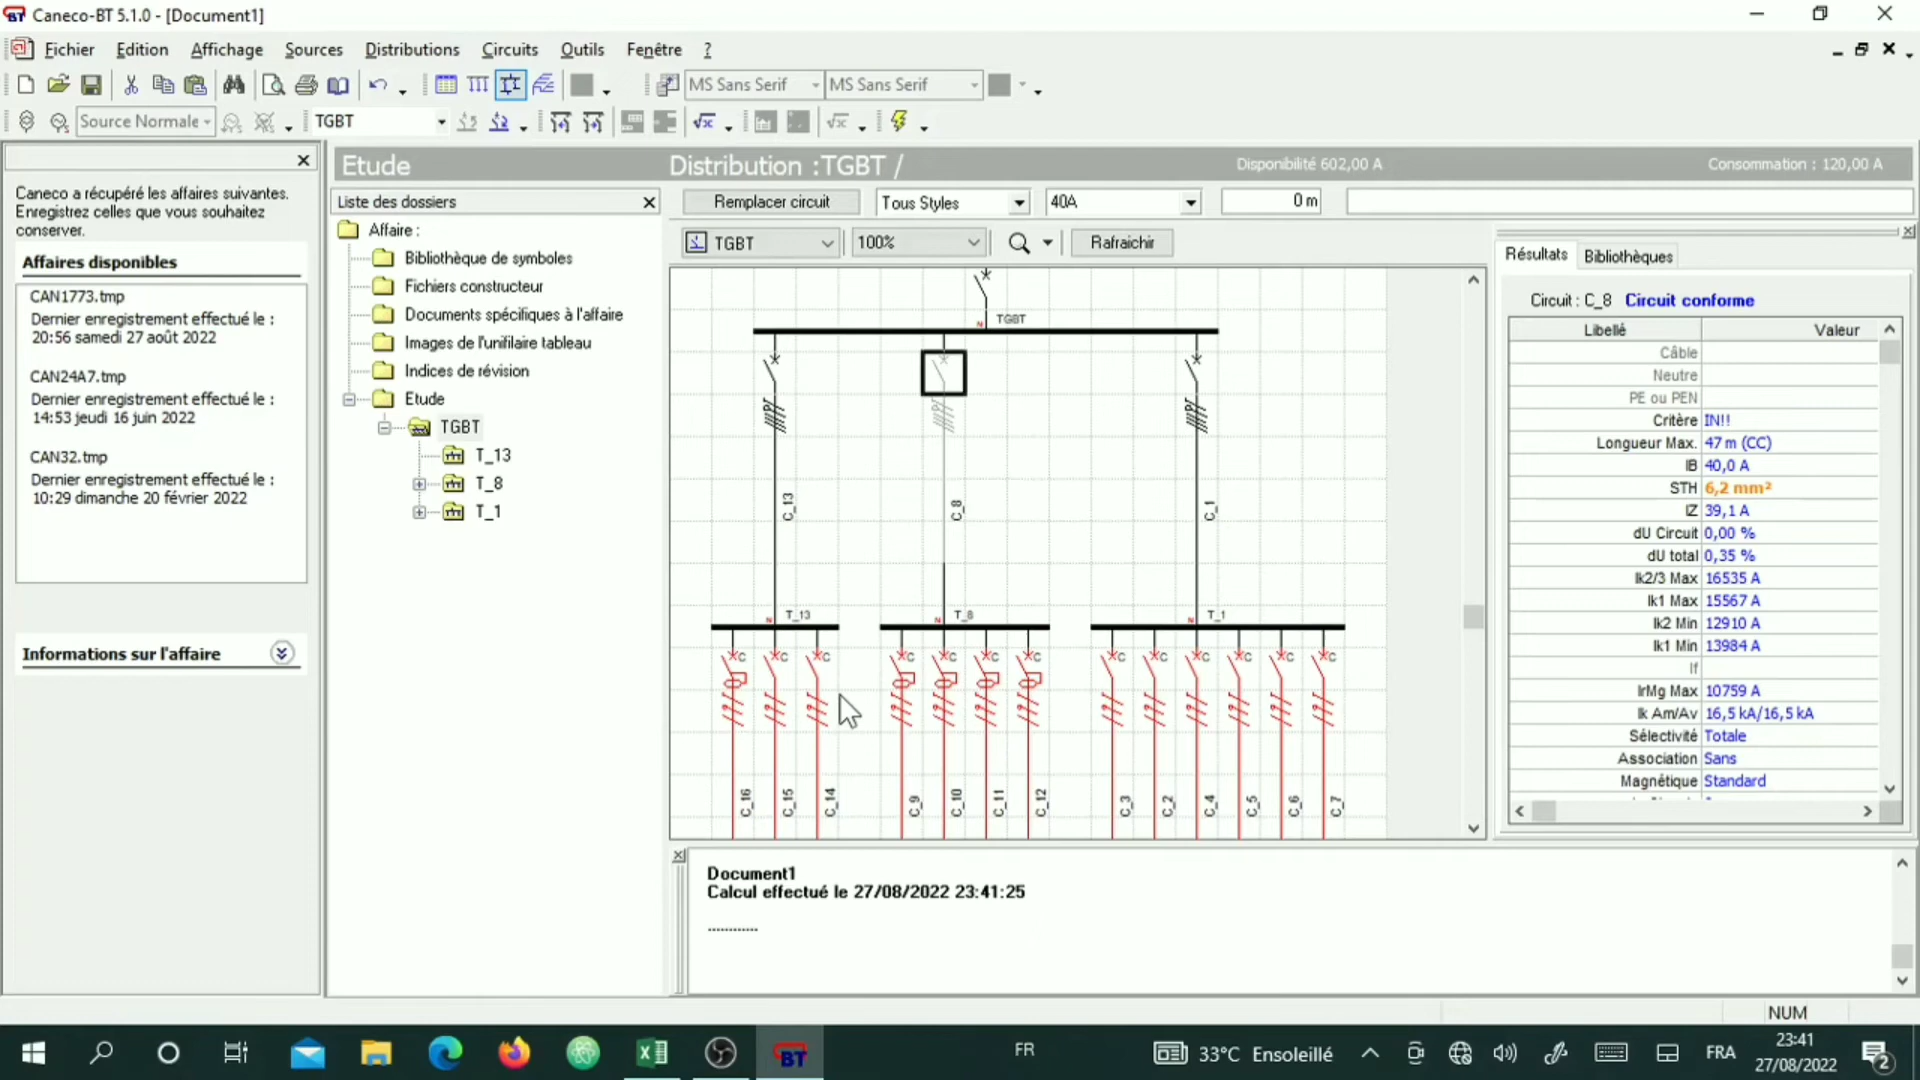 Caneco-BT 5.1.0 - [Document1]
Fichier Edition Affichage Sources Distributions Circuits Outils Fenêtre ?
MS Sans Serif MS Sans Serif
Source Normale TGBT
Etude Distribution :TGBT / Disponibilité 602,00 A Consommation : 120,00 A
Caneco a récupéré les affaires suivantes.
Enregistrez celles que vous souhaitez
conserver.
Affaires disponibles
CAN1773.tmp
Dernier enregistrement effectué le :
20:56 samedi 27 août 2022
CAN24A7.tmp
Dernier enregistrement effectué le :
14:53 jeudi 16 juin 2022
CAN32.tmp
Dernier enregistrement effectué le :
10:29 dimanche 20 février 2022
Informations sur l'affaire
Liste des dossiers
Affaire :
Bibliothèque de symboles
Fichiers constructeur
Documents spécifiques à l'affaire
Images de l'unifilaire tableau
Indices de révision
Etude
TGBT
T_13
T_8
T_1
Remplacer circuit Tous Styles 40A 0 m
TGBT 100% Rafraichir
N TGBT
C_13 C_8 C_1
N T_13 N T_8 N T_1
C C C C C C C C C C C C C
C_16 C_15 C_14 C_9 C_10 C_11 C_12 C_3 C_2 C_4 C_5 C_6 C_7
Résultats Bibliothèques
Circuit : C_8 Circuit conforme
Libellé Valeur
Câble
Neutre
PE ou PEN
Critère IN!!
Longueur Max. 47 m (CC)
IB 40,0 A
STH 6,2 mm²
IZ 39,1 A
dU Circuit 0,00 %
dU total 0,35 %
Ik2/3 Max 16535 A
Ik1 Max 15567 A
Ik2 Min 12910 A
Ik1 Min 13984 A
If
IrMg Max 10759 A
Ik Am/Av 16,5 kA/16,5 kA
Sélectivité Totale
Association Sans
Magnétique Standard
Document1
Calcul effectué le 27/08/2022 23:41:25
............
NUM
BT FR 33°C Ensoleillé FRA 23:41
27/08/2022 2